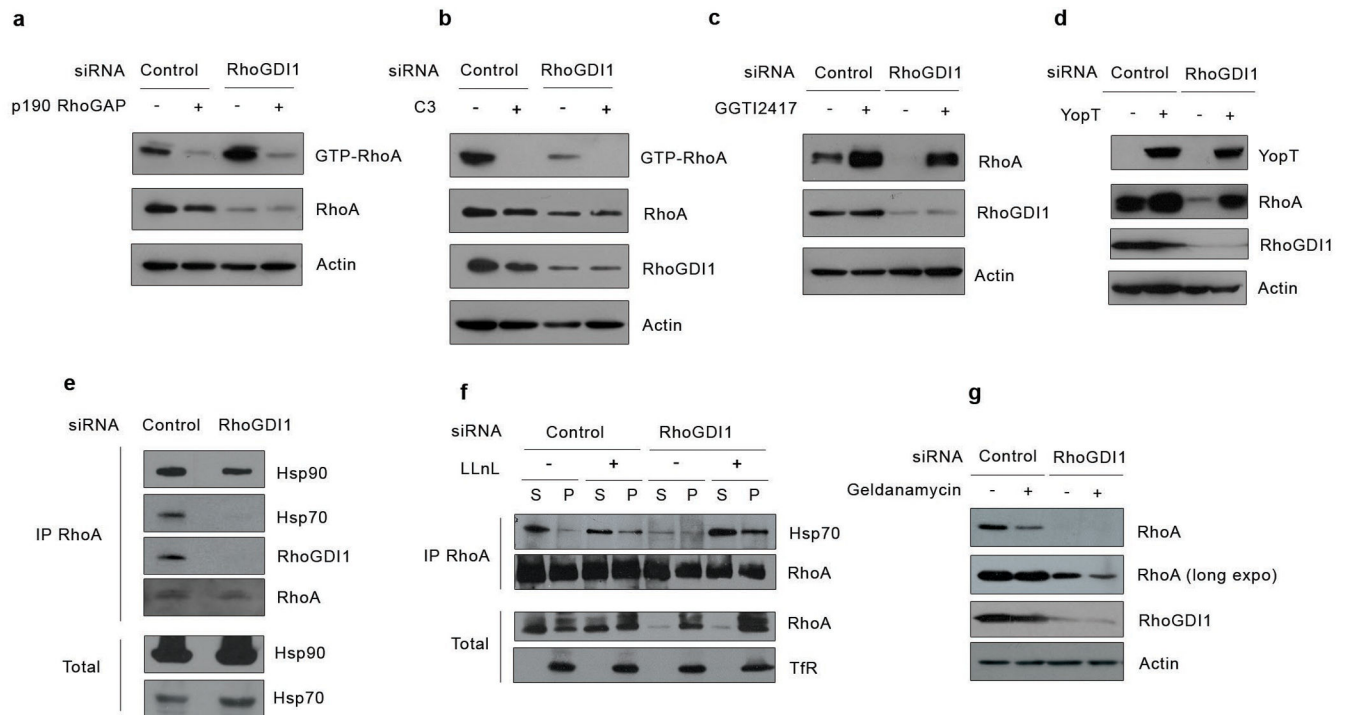 a
siRNA Control RhoGDI1
p190 RhoGAP - + - +
GTP-RhoA
RhoA
Actin
b
siRNA Control RhoGDI1
C3 - + - +
GTP-RhoA
RhoA
RhoGDI1
Actin
c
siRNA Control RhoGDI1
GGTI2417 - + - +
RhoA
RhoGDI1
Actin
d
siRNA Control RhoGDI1
YopT - + - +
YopT
RhoA
RhoGDI1
Actin
e
siRNA Control RhoGDI1
IP RhoA
Hsp90
Hsp70
RhoGDI1
RhoA
Total
Hsp90
Hsp70
f
siRNA Control RhoGDI1
LLnL - + - +
S P S P S P S P
IP RhoA
Hsp70
RhoA
Total
RhoA
TfR
g
siRNA Control RhoGDI1
Geldanamycin - + - +
RhoA
RhoA (long expo)
RhoGDI1
Actin